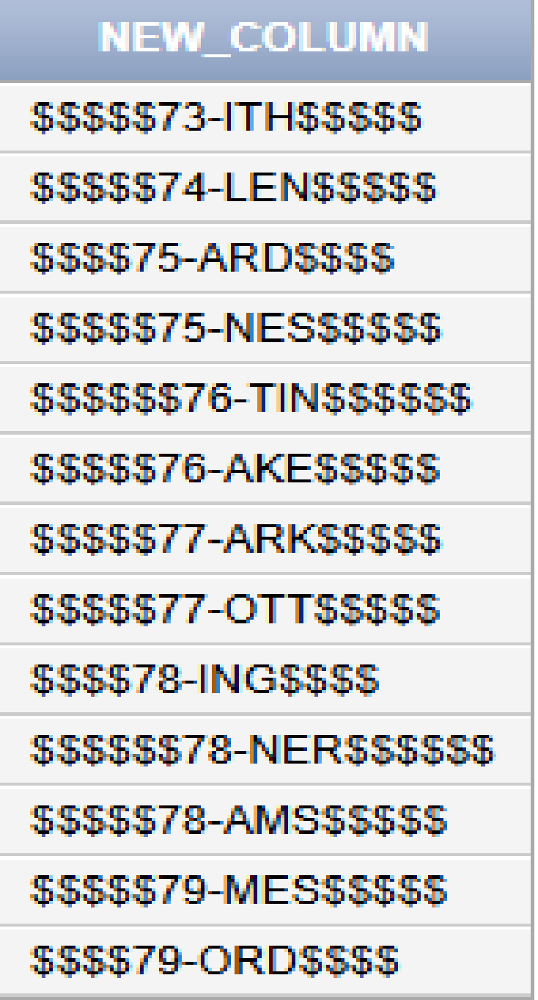 NEW_COLUMN
$$$$$73-ITH$$$$$
$$$$$74-LEN$$$$$
$$$$75-ARD$$$$
$$$$$75-NES$$$$$
$$$$$$76-TIN$$$$$$
$$$$$76-AKE$$$$$
$$$$$77-ARK$$$$$
$$$$$77-OTT$$$$$
$$$$78-ING$$$$
$$$$$$78-NER$$$$$$
$$$$$78-AMS$$$$$
$$$$$79-MES$$$$$
$$$$79-ORD$$$$